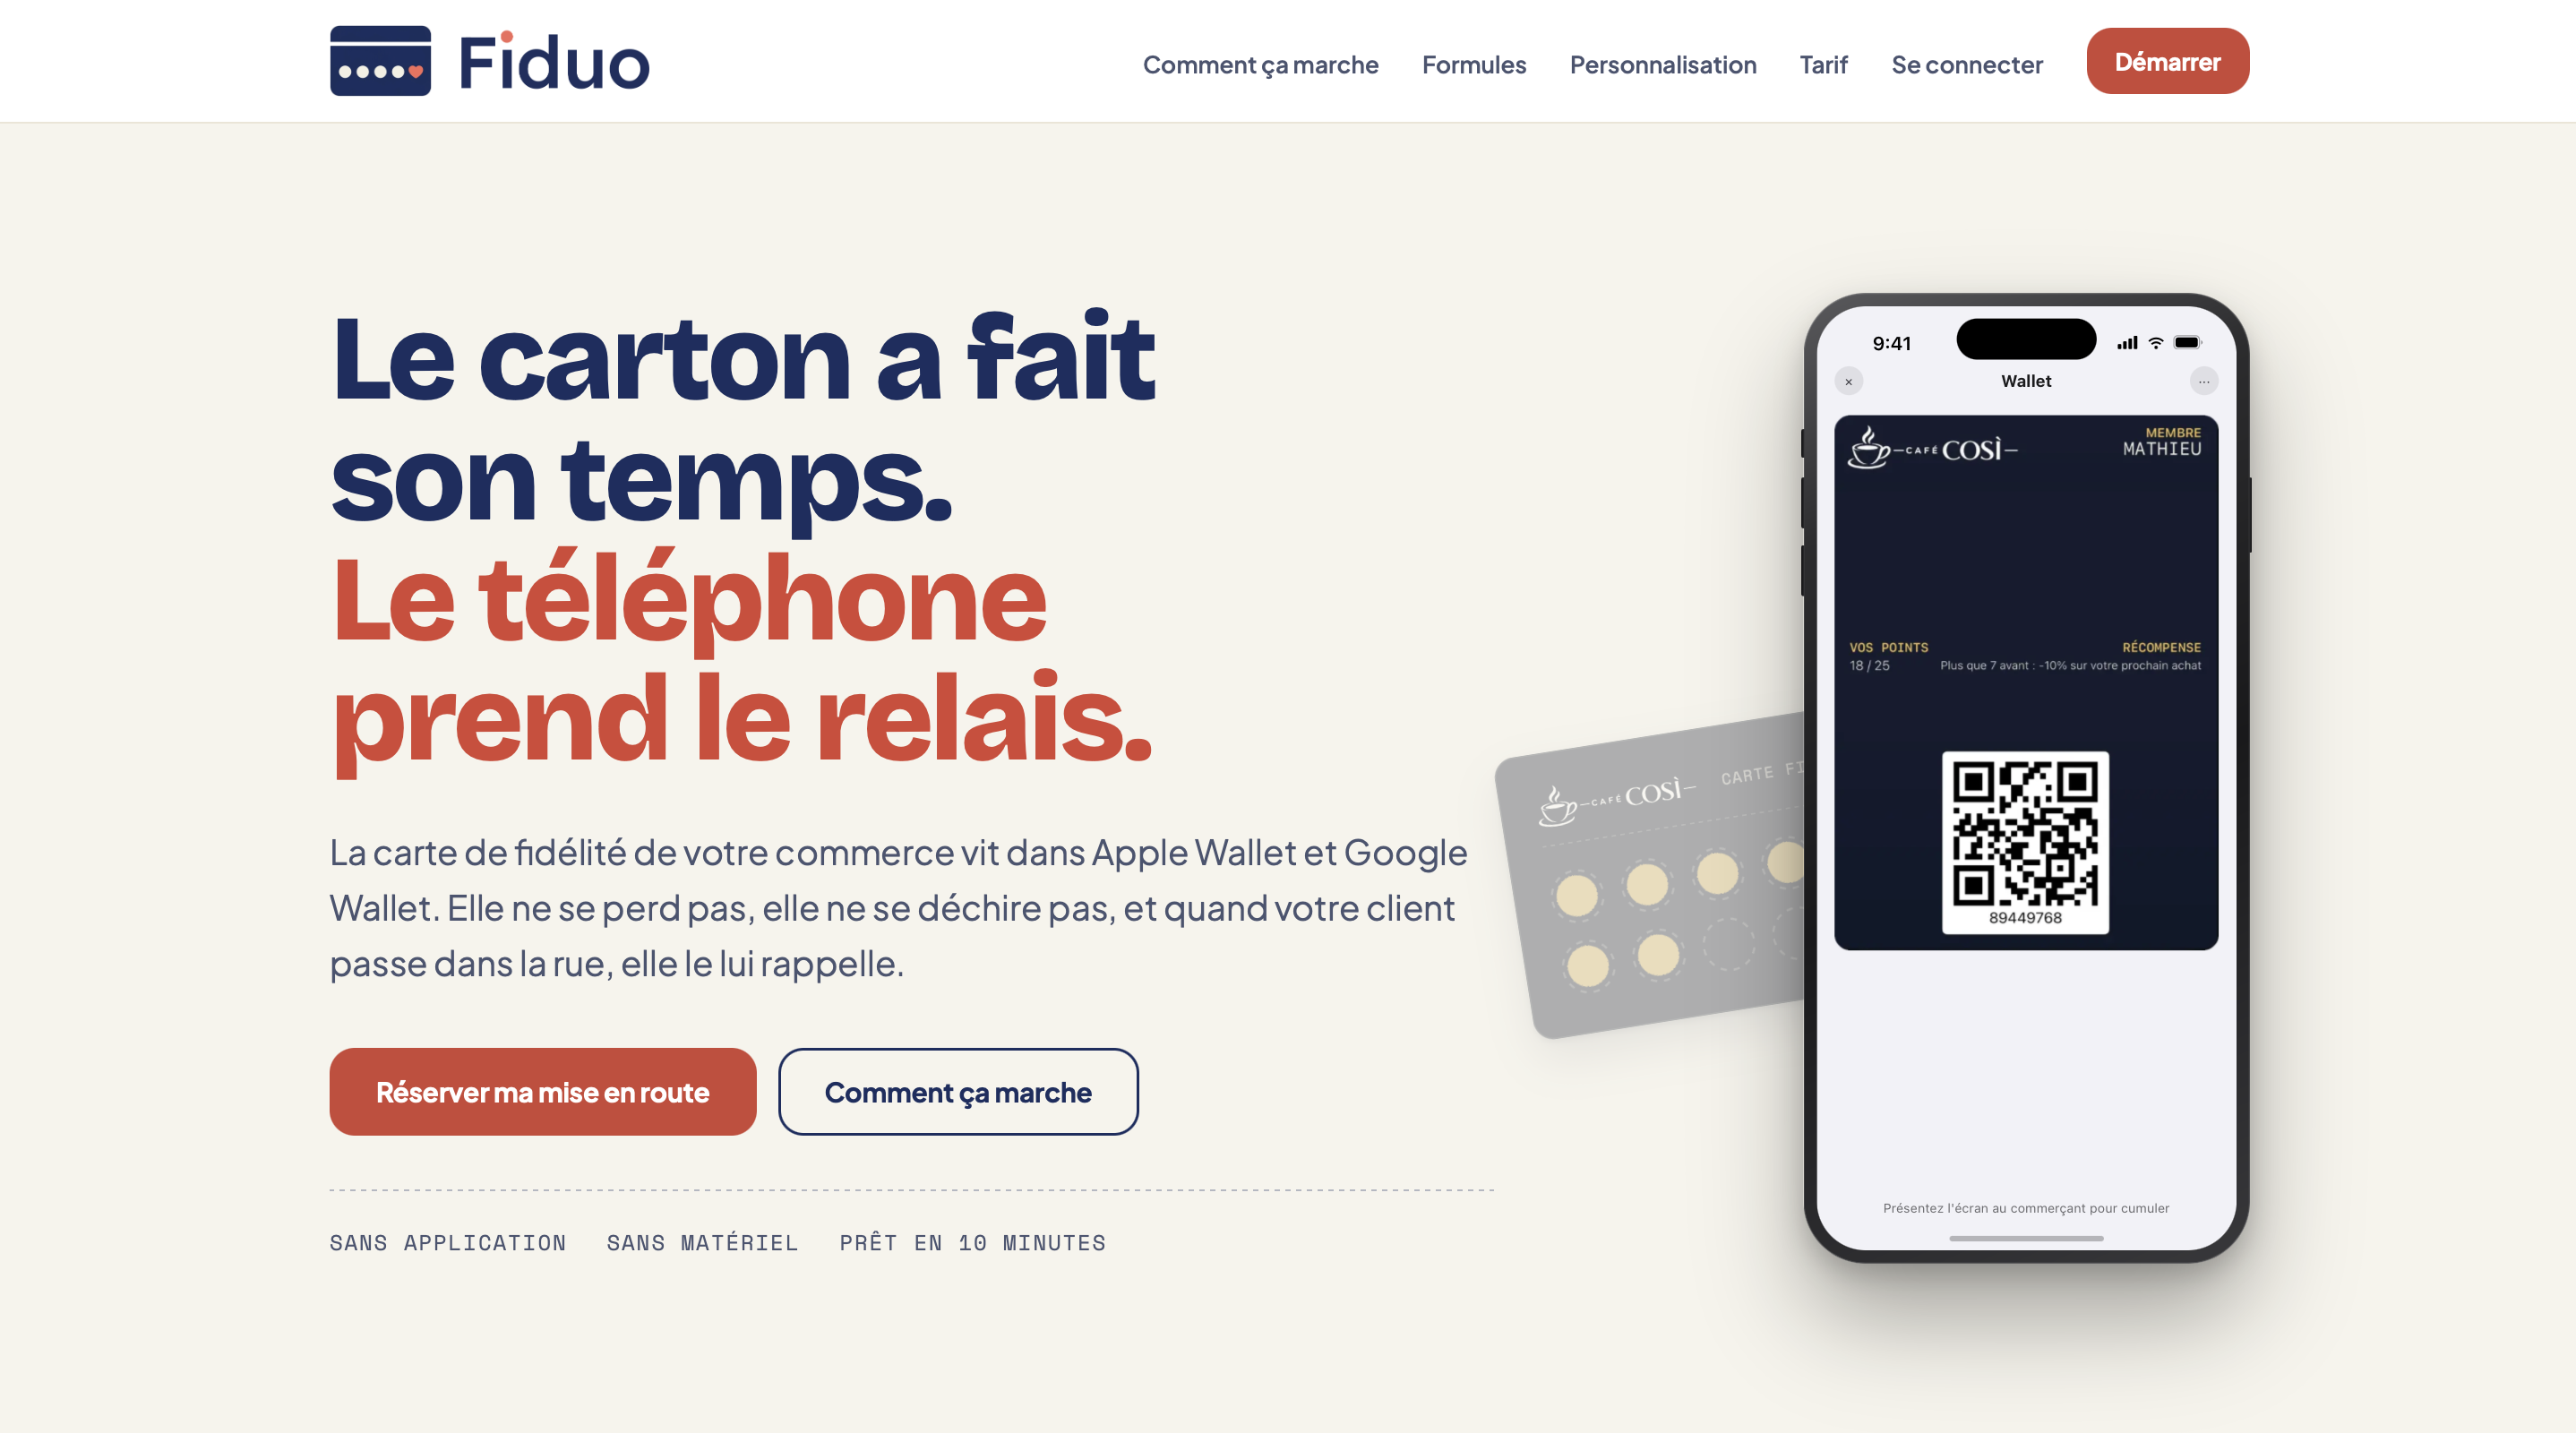 Fiduo
Comment ça marche
Formules
Personnalisation
Tarif
Se connecter
Démarrer
Le carton a fait
son temps.
Le téléphone
prend le relais.
La carte de fidélité de votre commerce vit dans Apple Wallet et Google
Wallet. Elle ne se perd pas, elle ne se déchire pas, et quand votre client
passe dans la rue, elle le lui rappelle.
Réserver ma mise en route
Comment ça marche
SANS APPLICATION
SANS MATÉRIEL
PRÊT EN 10 MINUTES
CAFÉ COSÌ
CARTE FI
9:41
Wallet
CAFÉ COSÌ
MEMBRE
MATHIEU
VOS POINTS
18 / 25
RÉCOMPENSE
Plus que 7 avant : -10% sur votre prochain achat
89449768
Présentez l'écran au commerçant pour cumuler